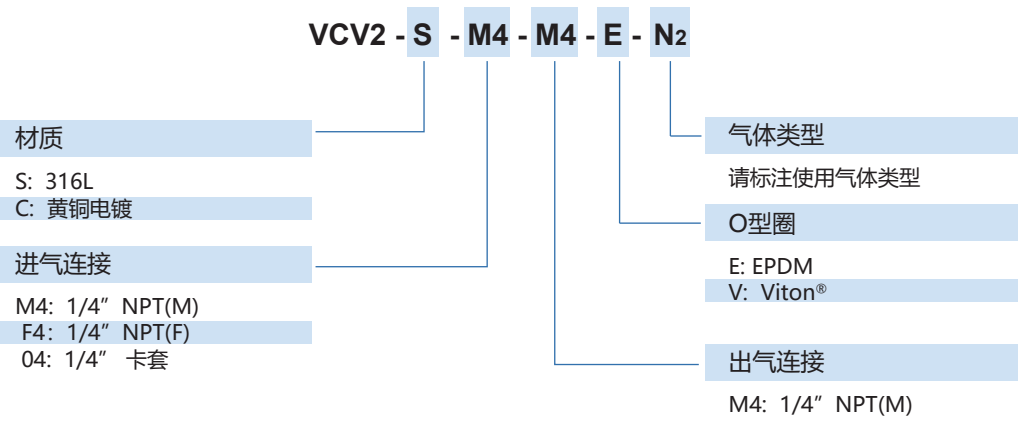 VCV2 - S - M4 - M4 - E - N2
材质
S: 316L
C: 黄铜电镀
进气连接
M4: 1/4" NPT(M)
F4: 1/4" NPT(F)
04: 1/4" 卡套
气体类型
请标注使用气体类型
O型圈
E: EPDM
V: Viton®
出气连接
M4: 1/4" NPT(M)